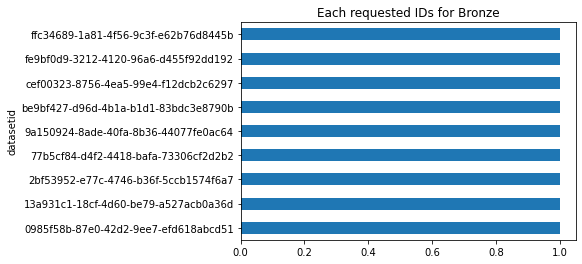 Each requested IDs for Bronze
datasetid
ffc34689-1a81-4f56-9c3f-e62b76d8445b
fe9bf0d9-3212-4120-96a6-d455f92dd192
cef00323-8756-4ea5-99e4-f12dcb2c6297
be9bf427-d96d-4b1a-b1d1-83bdc3e8790b
9a150924-8ade-40fa-8b36-44077fe0ac64
77b5cf84-d4f2-4418-bafa-73306cf2d2b2
2bf53952-e77c-4746-b36f-5ccb1574f6a7
13a931c1-18cf-4d60-be79-a527acb0a36d
0985f58b-87e0-42d2-9ee7-efd618abcd51
0.0 0.2 0.4 0.6 0.8 1.0